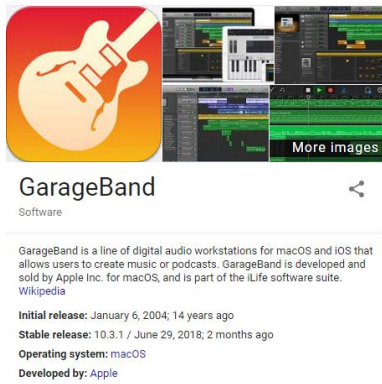 More images
GarageBand
Software
GarageBand is a line of digital audio workstations for macOS and iOS that
allows users to create music or podcasts. GarageBand is developed and
sold by Apple Inc. for macOS, and is part of the iLife software suite.
Wikipedia
Initial release: January 6, 2004; 14 years ago
Stable release: 10.3.1 / June 29, 2018; 2 months ago
Operating system: macOS
Developed by: Apple